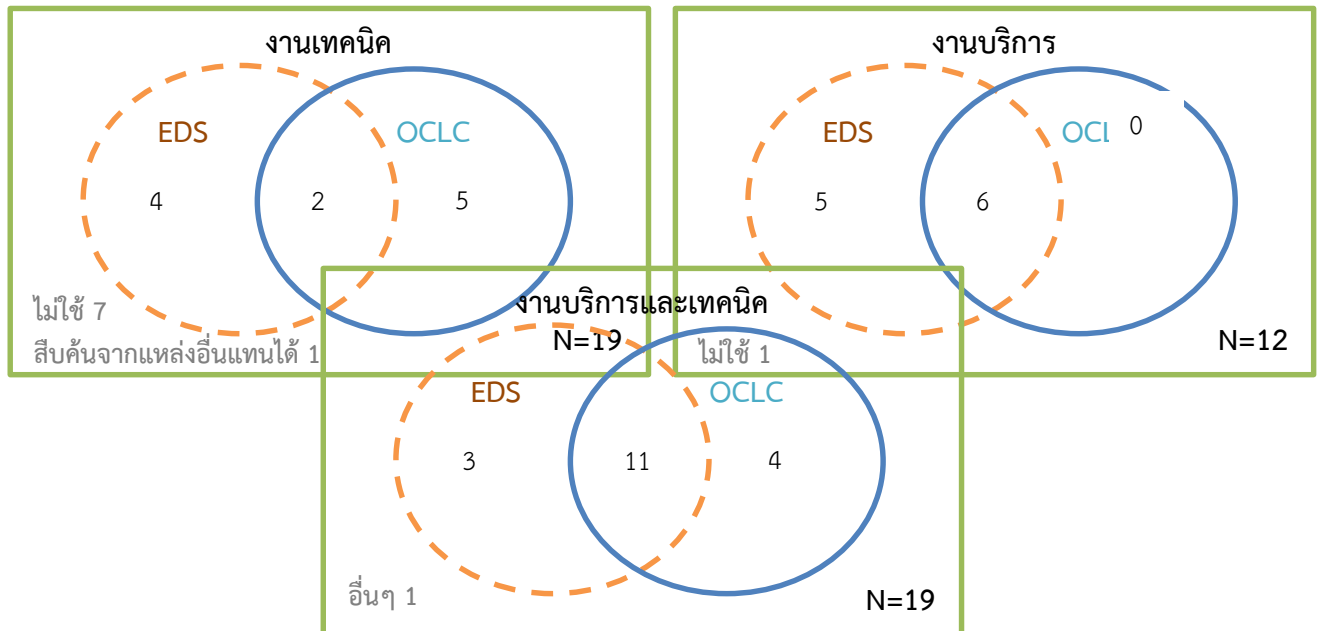 งานเทคนิค
EDS
OCLC
4
2
5
ไม่ใช้ 7
สืบค้นจากแหล่งอื่นแทนได้ 1
N=19
งานบริการ
EDS
OCL
0
5
6
ไม่ใช้ 1
N=12
งานบริการและเทคนิค
EDS
OCLC
3
11
4
อื่นๆ 1
N=19